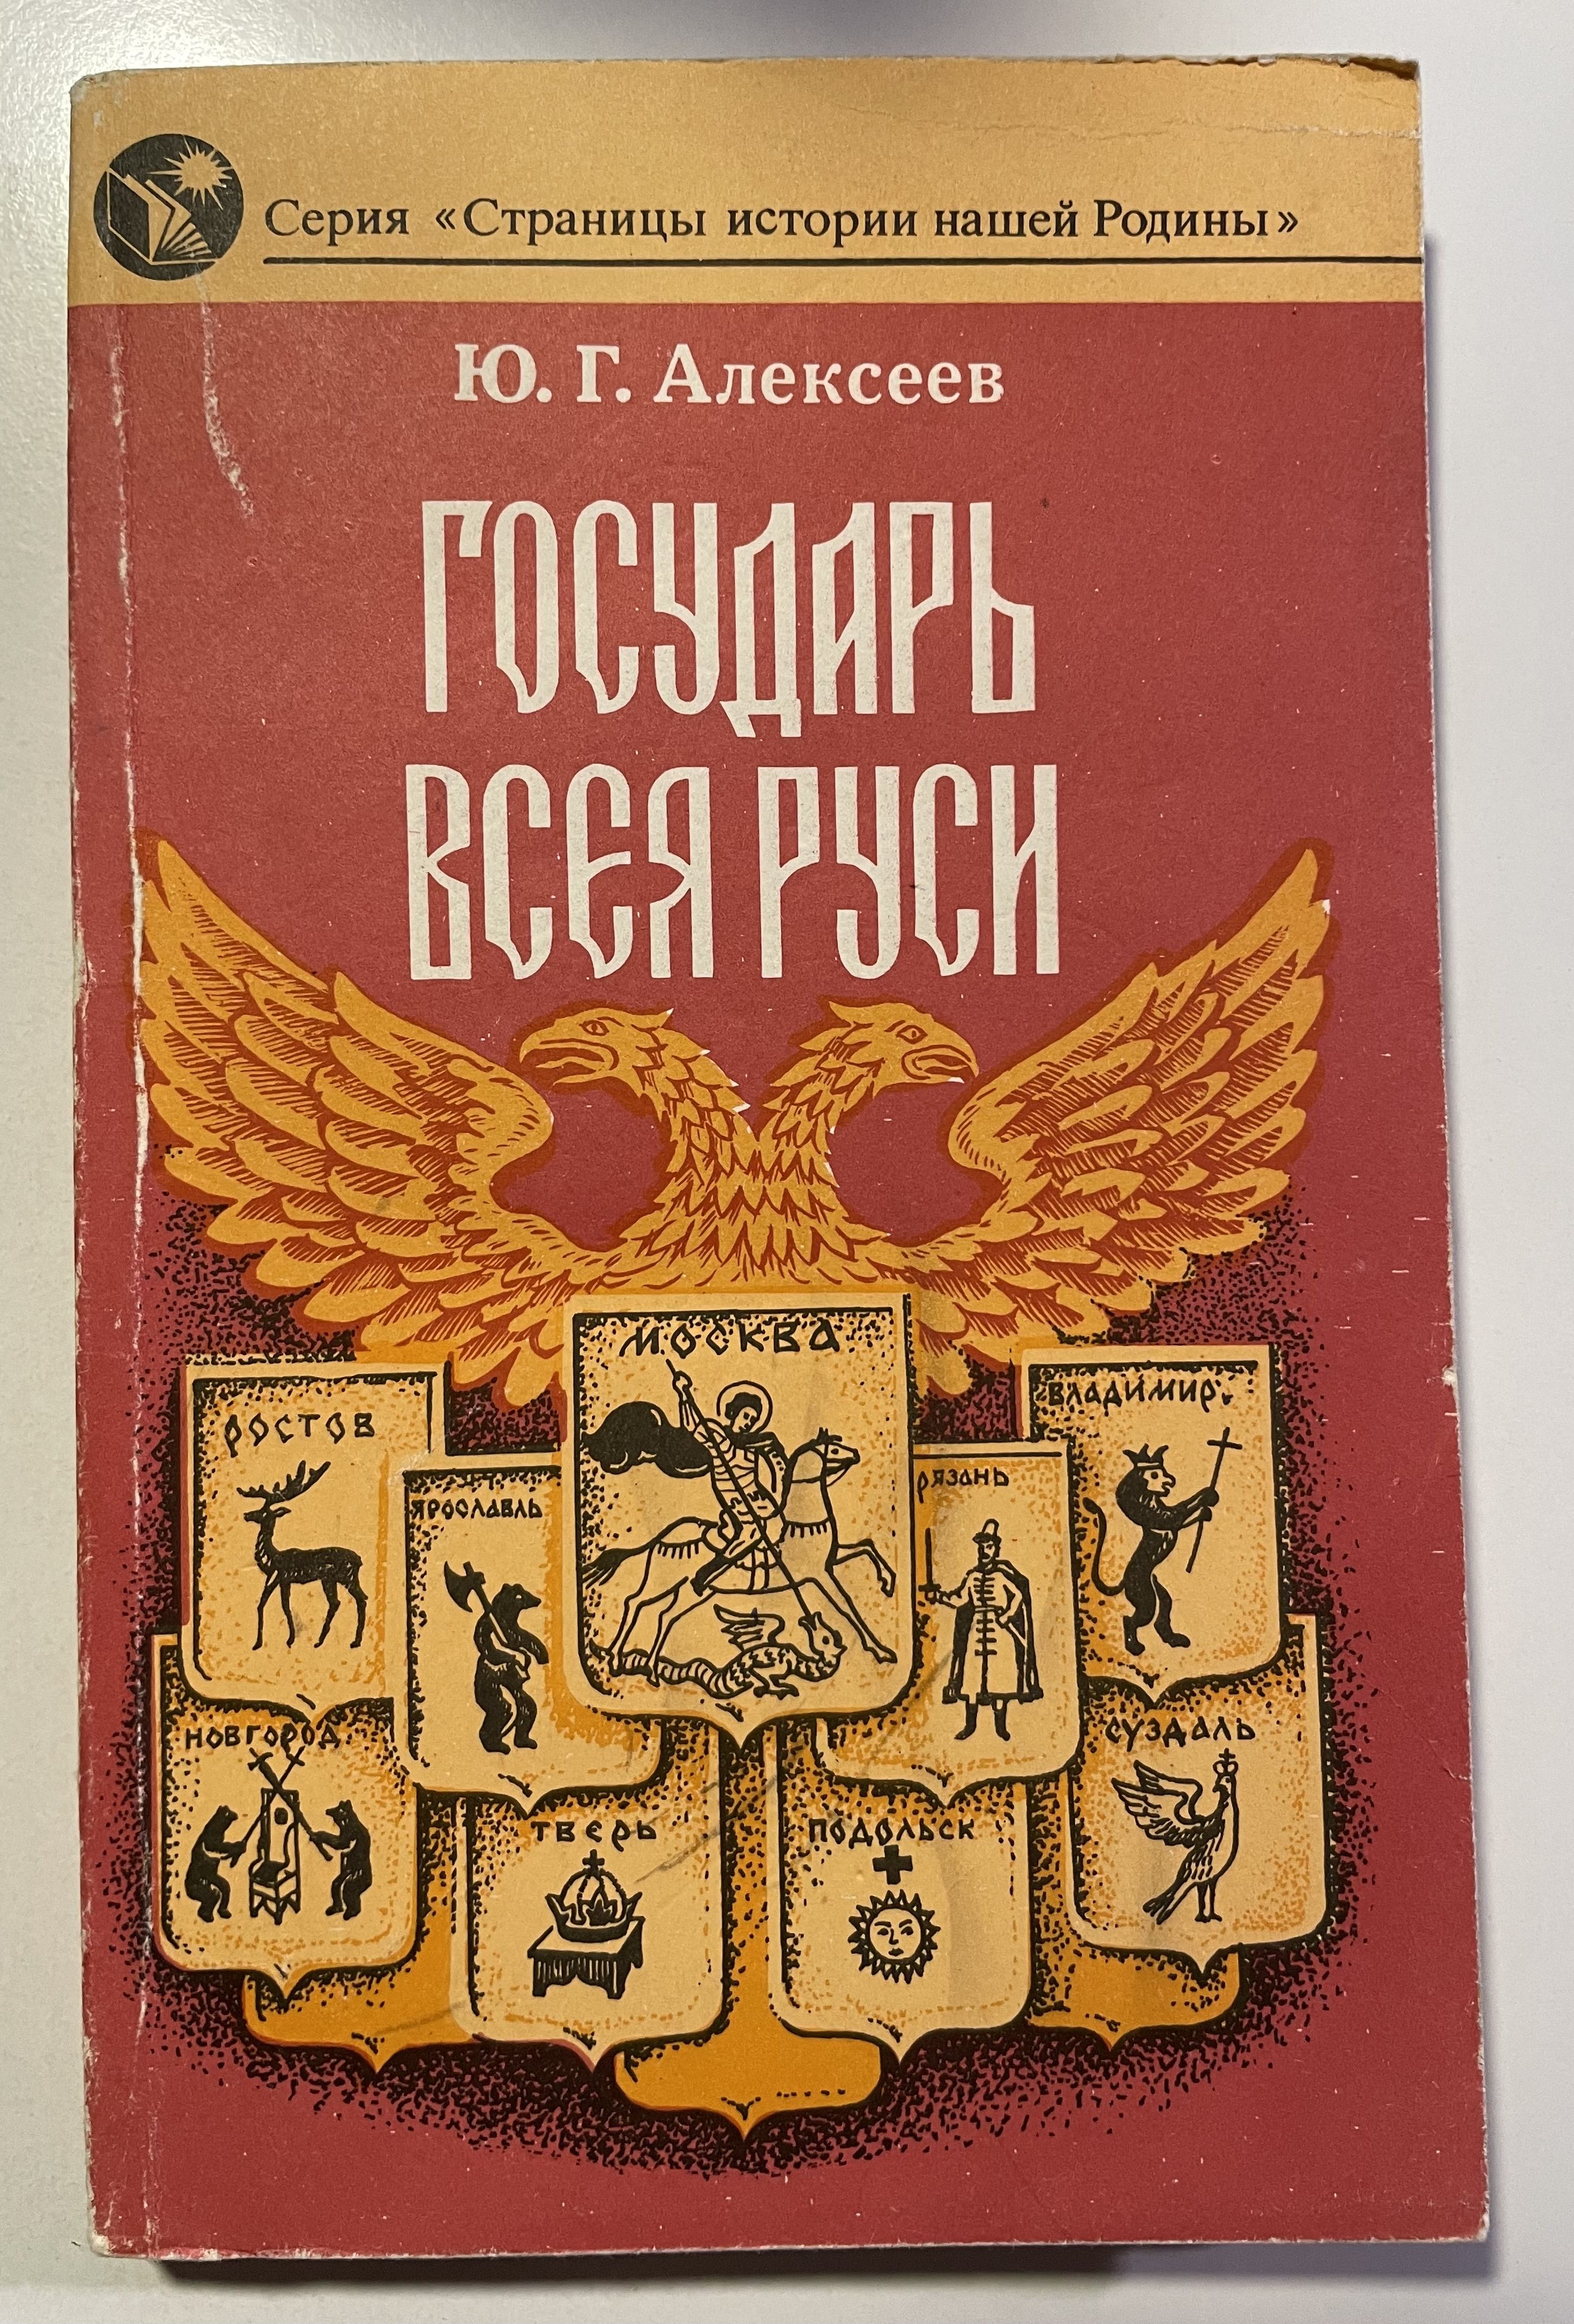 Серия «Страницы истории нашей Родины»
Ю. Г. Алексеев
ГОСУДАРЬ
ВСЕЯ РУСИ
МОСКВА
РОСТОВ
ВЛАДИМИР
ЯРОСЛАВЛЬ
РЯЗАНЬ
НОВГОРОД
СУЗДАЛЬ
ТВЕРЬ
ПОДОЛЬСК